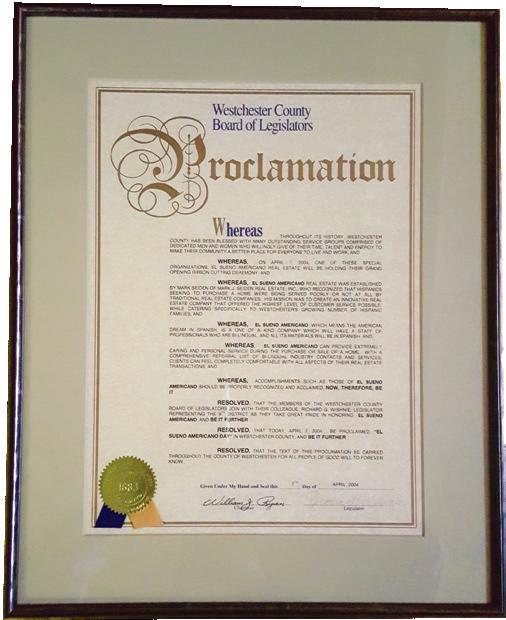 Westchester County
Board of Legislators
Proclamation
Whereas THROUGHOUT ITS HISTORY, WESTCHESTER
COUNTY HAS BEEN BLESSED WITH MANY OUTSTANDING SERVICE GROUPS COMPRISED OF
DEDICATED MEN AND WOMEN WHO WILLINGLY GIVE OF THEIR TIME, TALENT AND ENERGY TO
MAKE THEIR COMMUNITY A BETTER PLACE FOR EVERYONE TO LIVE AND WORK; AND
WHEREAS, ON APRIL 7, 2004, ONE OF THESE SPECIAL
ORGANIZATIONS, EL SUENO AMERICANO REAL ESTATE WILL BE HOLDING THEIR GRAND
OPENING RIBBON CUTTING CEREMONY; AND
WHEREAS, EL SUENO AMERICANO REAL ESTATE WAS ESTABLISHED
BY MARK SEIDEN OF MARK J. SEIDEN REAL ESTATE, INC. WHO RECOGNIZED THAT HISPANICS
SEEKING TO PURCHASE A HOME WERE BEING SERVED POORLY OR NOT AT ALL BY
TRADITIONAL REAL ESTATE COMPANIES. HIS MISSION WAS TO CREATE AN INNOVATIVE REAL
ESTATE COMPANY THAT OFFERED THE HIGHEST LEVEL OF CUSTOMER SERVICE POSSIBLE,
WHILE CATERING SPECIFICALLY TO WESTCHESTER'S GROWING NUMBER OF HISPANIC
FAMILIES; AND
WHEREAS, EL SUENO AMERICANO, WHICH MEANS THE AMERICAN
DREAM IN SPANISH, IS A ONE OF A KIND COMPANY WHICH WILL HAVE A STAFF OF
PROFESSIONALS WHO ARE BILINGUAL, AND ALL ITS MATERIALS WILL BE IN SPANISH; AND
WHEREAS, EL SUENO AMERICANO CAN PROVIDE EXTREMELY
CARING AND PERSONAL SERVICE DURING THE PURCHASE OR SALE OF A HOME. WITH A
COMPREHENSIVE REFERRAL LIST OF BILINGUAL INDUSTRY CONTACTS AND SERVICES,
CLIENTS CAN FEEL COMPLETELY COMFORTABLE WITH ALL ASPECTS OF THEIR REAL ESTATE
TRANSACTIONS; AND
WHEREAS, ACCOMPLISHMENTS SUCH AS THOSE OF EL SUENO
AMERICANO SHOULD BE PROPERLY RECOGNIZED AND ACCLAIMED, NOW, THEREFORE, BE
IT
RESOLVED, THAT THE MEMBERS OF THE WESTCHESTER COUNTY
BOARD OF LEGISLATORS JOIN WITH THEIR COLLEAGUE, RICHARD G. WISHNIE, LEGISLATOR
REPRESENTING THE 9TH DISTRICT AS THEY TAKE GREAT PRIDE IN HONORING EL SUENO
AMERICANO; AND BE IT FURTHER
RESOLVED, THAT TODAY, APRIL 7, 2004, BE PROCLAIMED, "EL
SUENO AMERICANO DAY" IN WESTCHESTER COUNTY; AND BE IT FURTHER
RESOLVED, THAT THE TEXT OF THIS PROCLAMATION BE CARRIED
THROUGHOUT THE COUNTY OF WESTCHESTER FOR ALL PEOPLE OF GOOD WILL TO FOREVER
KNOW.
Given Under My Hand and Seal this Day of APRIL, 2004
William J. Ryan
Legislator
1683